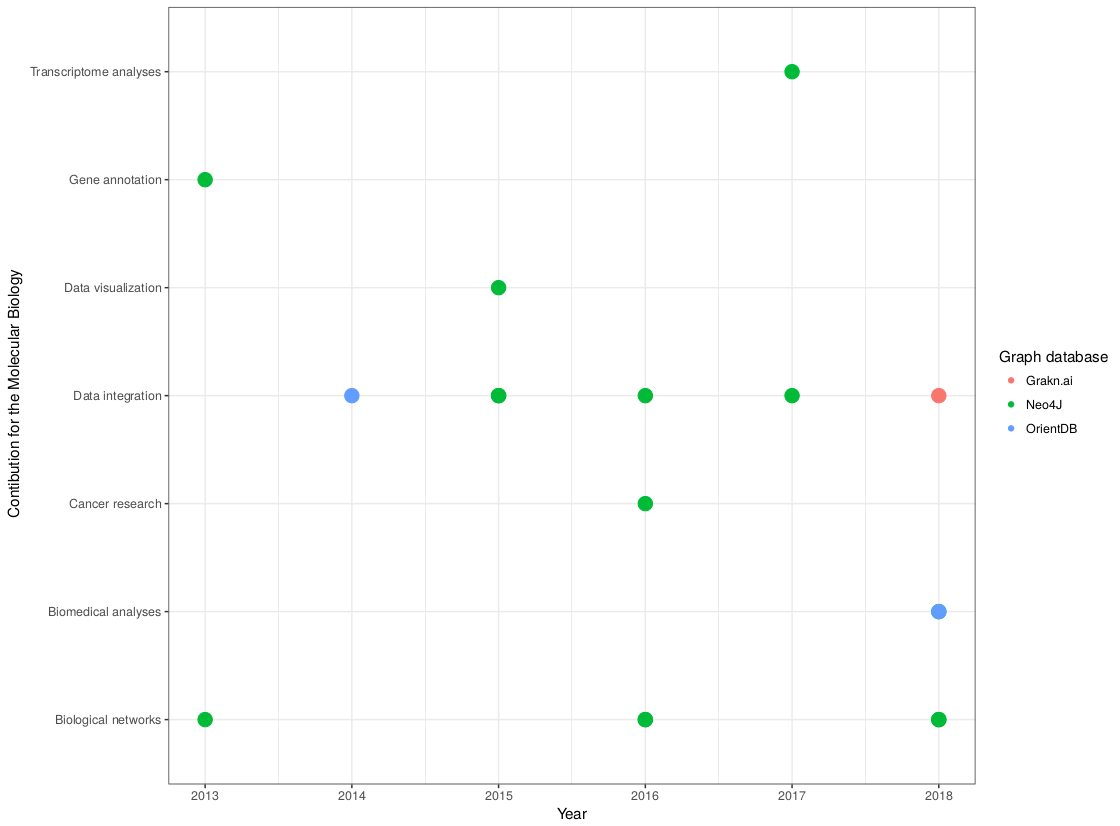 Contibution for the Molecular Biology
Transcriptome analyses
Gene annotation
Data visualization
Data integration
Cancer research
Biomedical analyses
Biological networks
2013 2014 2015 2016 2017 2018
Year
Graph database
Grakn.ai
Neo4J
OrientDB